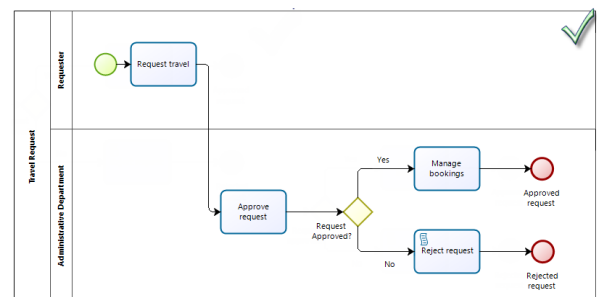 Travel Request
Requester
Request travel
Administrative Department
Approve
request
Request
Approved?
Yes
Manage
bookings
Approved
request
No
Reject request
Rejected
request